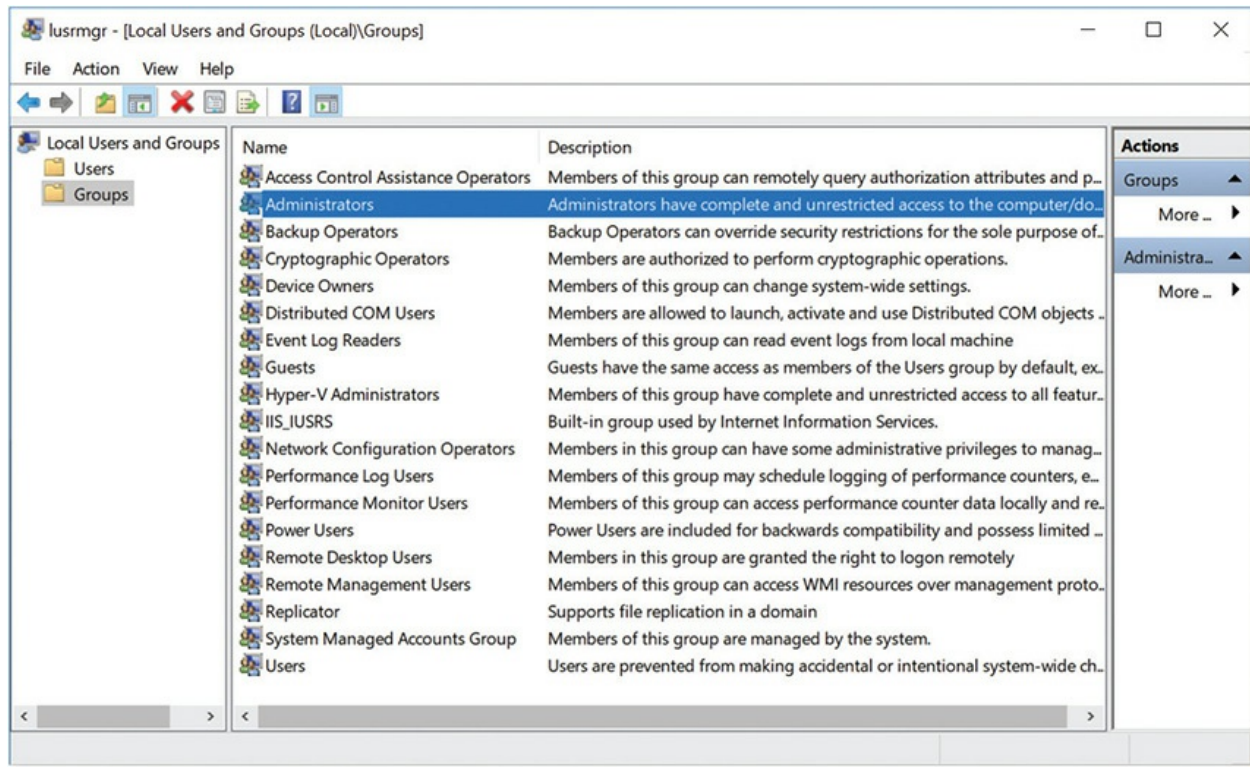 lusrmgr - [Local Users and Groups (Local)\Groups]
File Action View Help
Local Users and Groups
Users
Groups
Name Description
Access Control Assistance Operators Members of this group can remotely query authorization attributes and p...
Administrators Administrators have complete and unrestricted access to the computer/do...
Backup Operators Backup Operators can override security restrictions for the sole purpose of...
Cryptographic Operators Members are authorized to perform cryptographic operations.
Device Owners Members of this group can change system-wide settings.
Distributed COM Users Members are allowed to launch, activate and use Distributed COM objects ...
Event Log Readers Members of this group can read event logs from local machine
Guests Guests have the same access as members of the Users group by default, ex...
Hyper-V Administrators Members of this group have complete and unrestricted access to all featur...
IIS_IUSRS Built-in group used by Internet Information Services.
Network Configuration Operators Members in this group can have some administrative privileges to manag...
Performance Log Users Members of this group may schedule logging of performance counters, e...
Performance Monitor Users Members of this group can access performance counter data locally and re...
Power Users Power Users are included for backwards compatibility and possess limited ...
Remote Desktop Users Members in this group are granted the right to logon remotely
Remote Management Users Members of this group can access WMI resources over management proto...
Replicator Supports file replication in a domain
System Managed Accounts Group Members of this group are managed by the system.
Users Users are prevented from making accidental or intentional system-wide ch...
Actions
Groups
More ...
Administra...
More ...